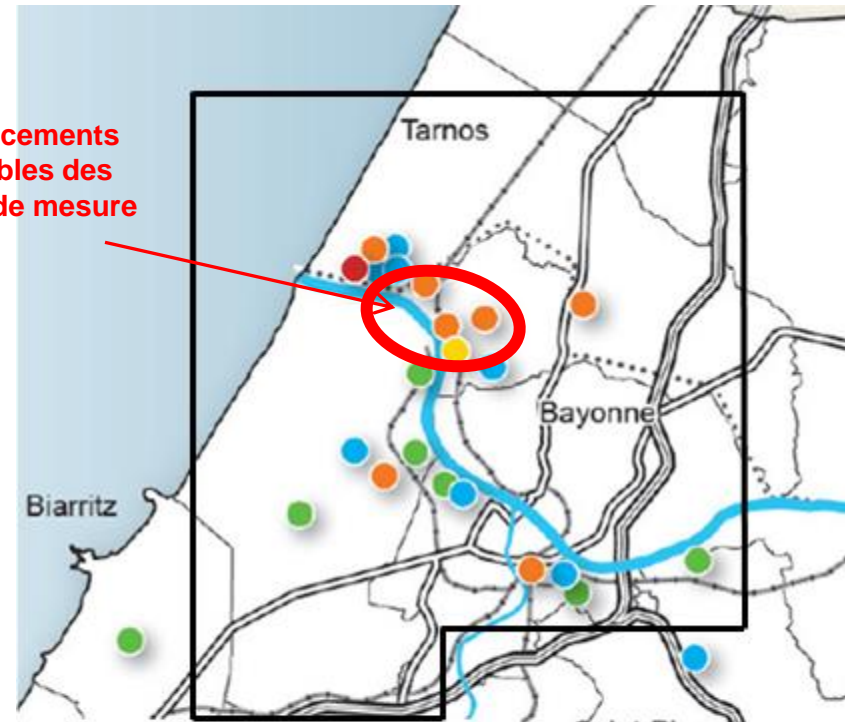 Tarnos
cements
bles des
de mesure
Bayonne
Biarritz